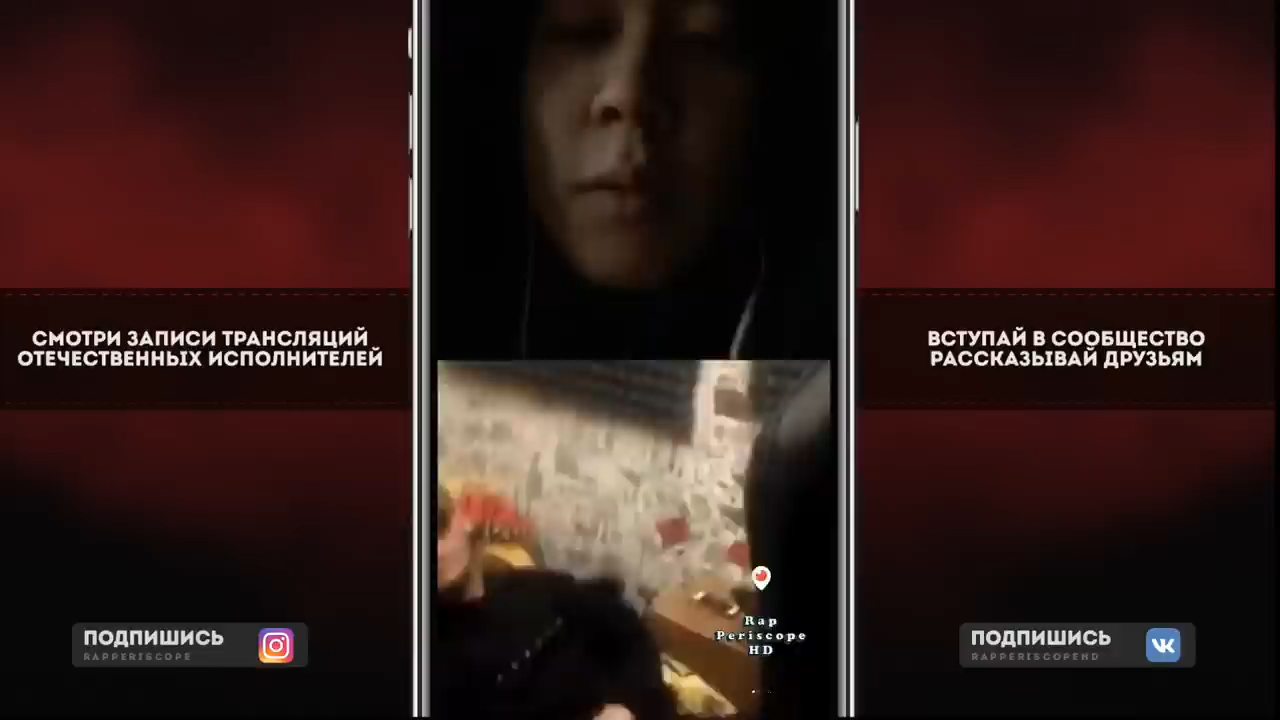 СМОТРИ ЗАПИСИ ТРАНСЛЯЦИЙ
ОТЕЧЕСТВЕННЫХ ИСПОЛНИТЕЛЕЙ
ВСТУПАЙ В СООБЩЕСТВО
РАССКАЗЫВАЙ ДРУЗЬЯМ
Rap
Periscope
HD
ПОДПИШИСЬ
RAPPERISCOPE
ПОДПИШИСЬ
RAPPERISCOPEHD